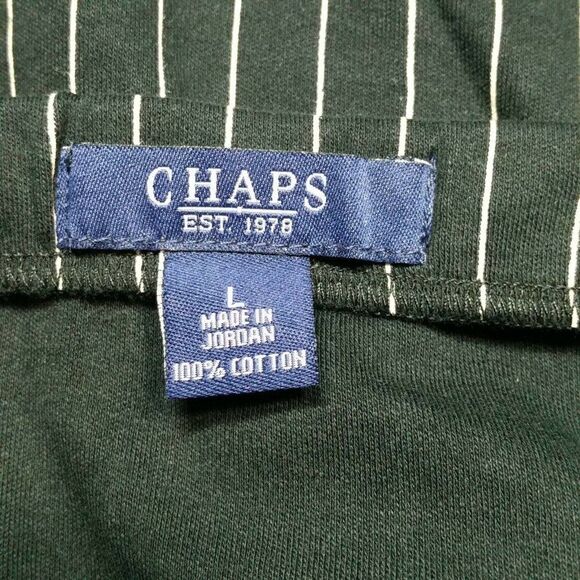 CHAPS
EST. 1978
L
MADE IN
JORDAN
100% COTTON